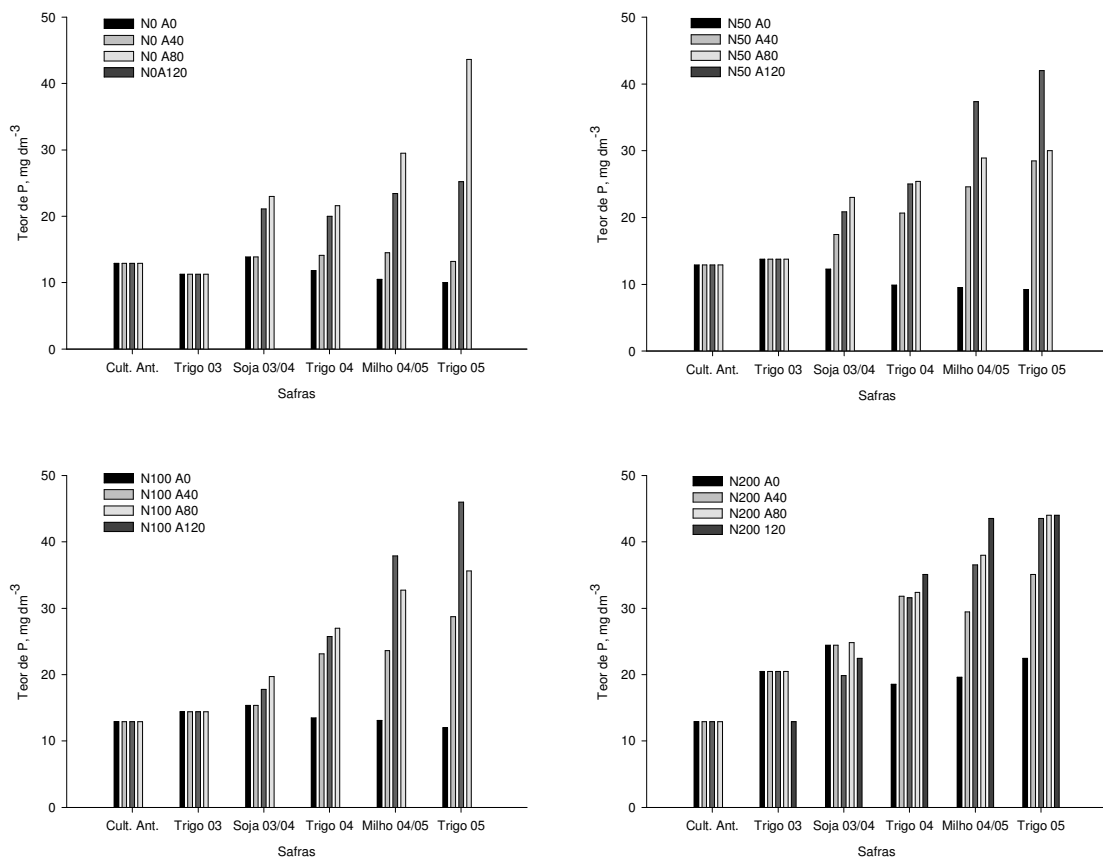 50
40
30
20
10
0
Teor de P, mg dm-3
N0 A0
N0 A40
N0 A80
N0A120
Cult. Ant. Trigo 03 Soja 03/04 Trigo 04 Milho 04/05 Trigo 05
Safras
50
40
30
20
10
0
Teor de P, mg dm-3
N50 A0
N50 A40
N50 A80
N50 A120
Cult. Ant. Trigo 03 Soja 03/04 Trigo 04 Milho 04/05 Trigo 05
Safras
50
40
30
20
10
0
Teor de P, mg dm-3
N100 A0
N100 A40
N100 A80
N100 A120
Cult. Ant. Trigo 03 Soja 03/04 Trigo 04 Milho 04/05 Trigo 05
Safras
50
40
30
20
10
0
Teor de P, mg dm-3
N200 A0
N200 A40
N200 A80
N200 120
Cult. Ant. Trigo 03 Soja 03/04 Trigo 04 Milho 04/05 Trigo 05
Safras